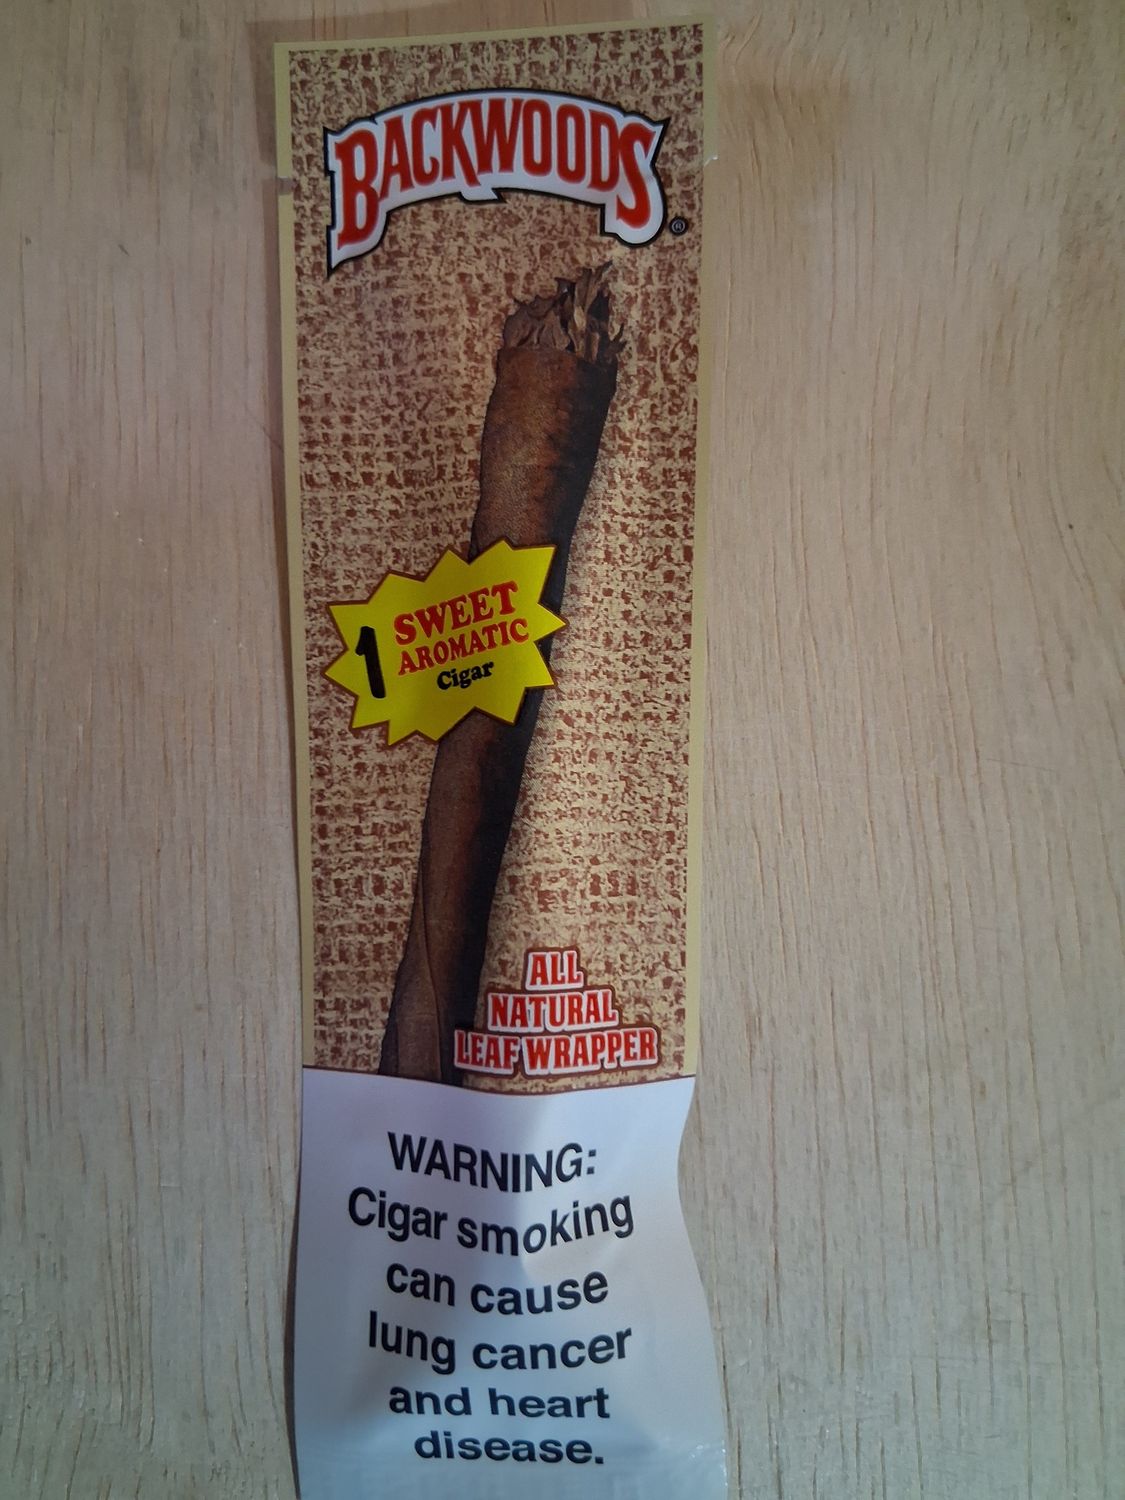 BACKWOODS®
1 SWEET
AROMATIC
Cigar
ALL
NATURAL
LEAF WRAPPER
WARNING:
Cigar smoking
can cause
lung cancer
and heart
disease.